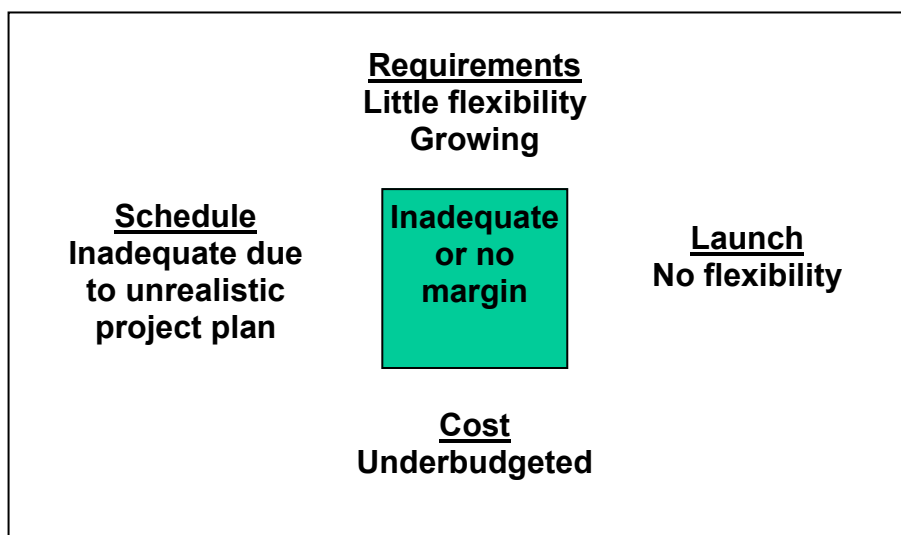 Requirements
Little flexibility
Growing
Schedule
Inadequate due
to unrealistic
project plan
Inadequate
or no
margin
Launch
No flexibility
Cost
Underbudgeted